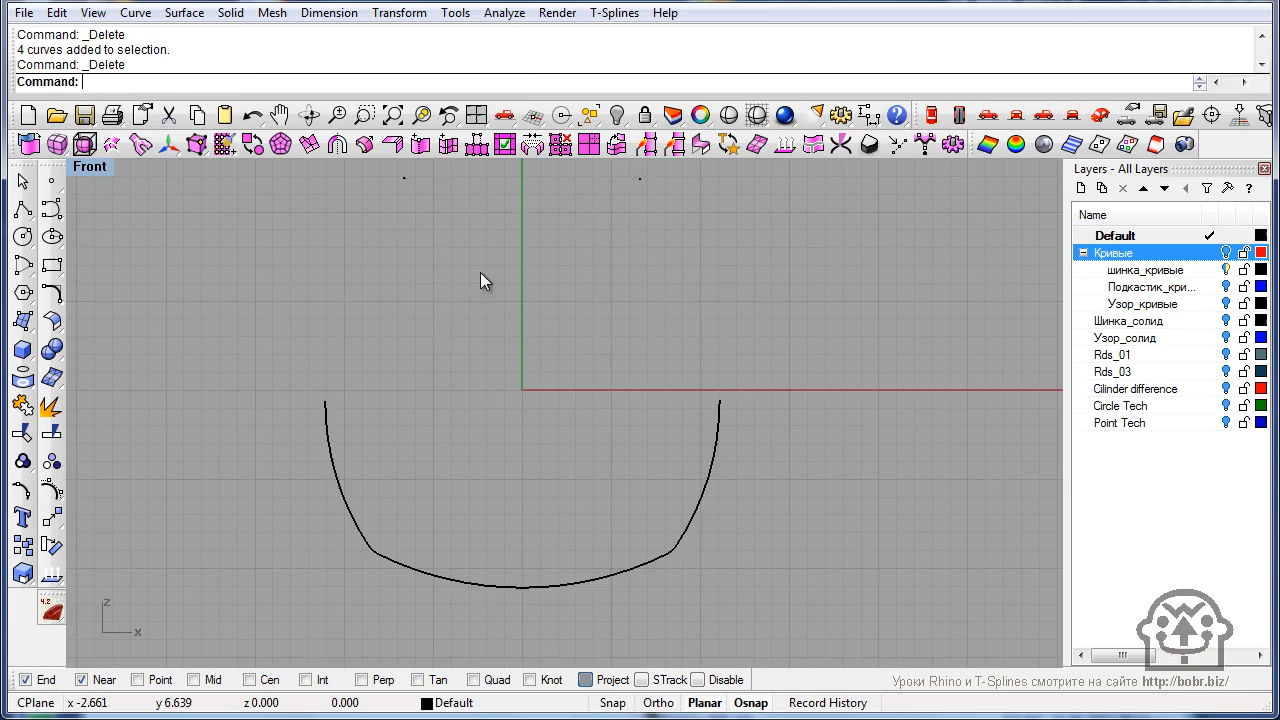 File Edit View Curve Surface Solid Mesh Dimension Transform Tools Analyze Render T-Splines Help
Command: _Delete
4 curves added to selection.
Command: _Delete
Command:
Front
Layers - All Layers
Name
Default
Кривые
шинка_кривые
Подкастик_кри...
Узор_кривые
Шинка_солид
Узор_солид
Rds_01
Rds_03
Cilinder difference
Circle Tech
Point Tech
4.2
z
x
End Near Point Mid Cen Int Perp Tan Quad Knot Project STrack Disable
Уроки Rhino и T-Splines смотрите на сайте http://bobr.biz/
CPlane x -2.661 y 6.639 z 0.000 0.000 Default Snap Ortho Planar Osnap Record History